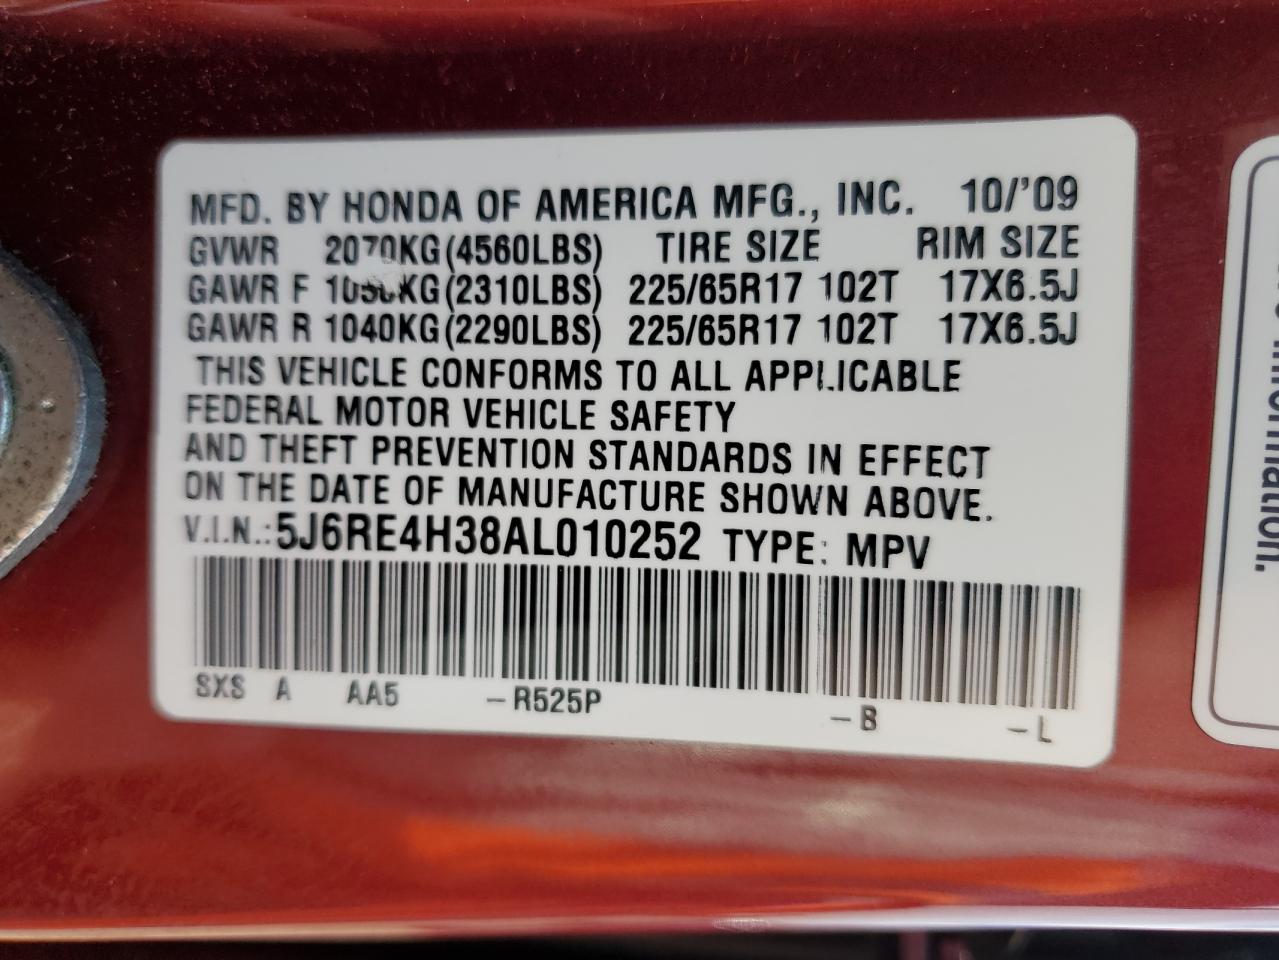 MFD. BY HONDA OF AMERICA MFG., INC. 10/'09
GVWR 2070KG(4560LBS) TIRE SIZE RIM SIZE
GAWR F 1050KG(2310LBS) 225/65R17 102T 17X6.5J
GAWR R 1040KG(2290LBS) 225/65R17 102T 17X6.5J
THIS VEHICLE CONFORMS TO ALL APPLICABLE
FEDERAL MOTOR VEHICLE SAFETY
AND THEFT PREVENTION STANDARDS IN EFFECT
ON THE DATE OF MANUFACTURE SHOWN ABOVE.
V.I.N.: 5J6RE4H38AL010252 TYPE: MPV
SXS A AA5 -R525P -B -L
information.